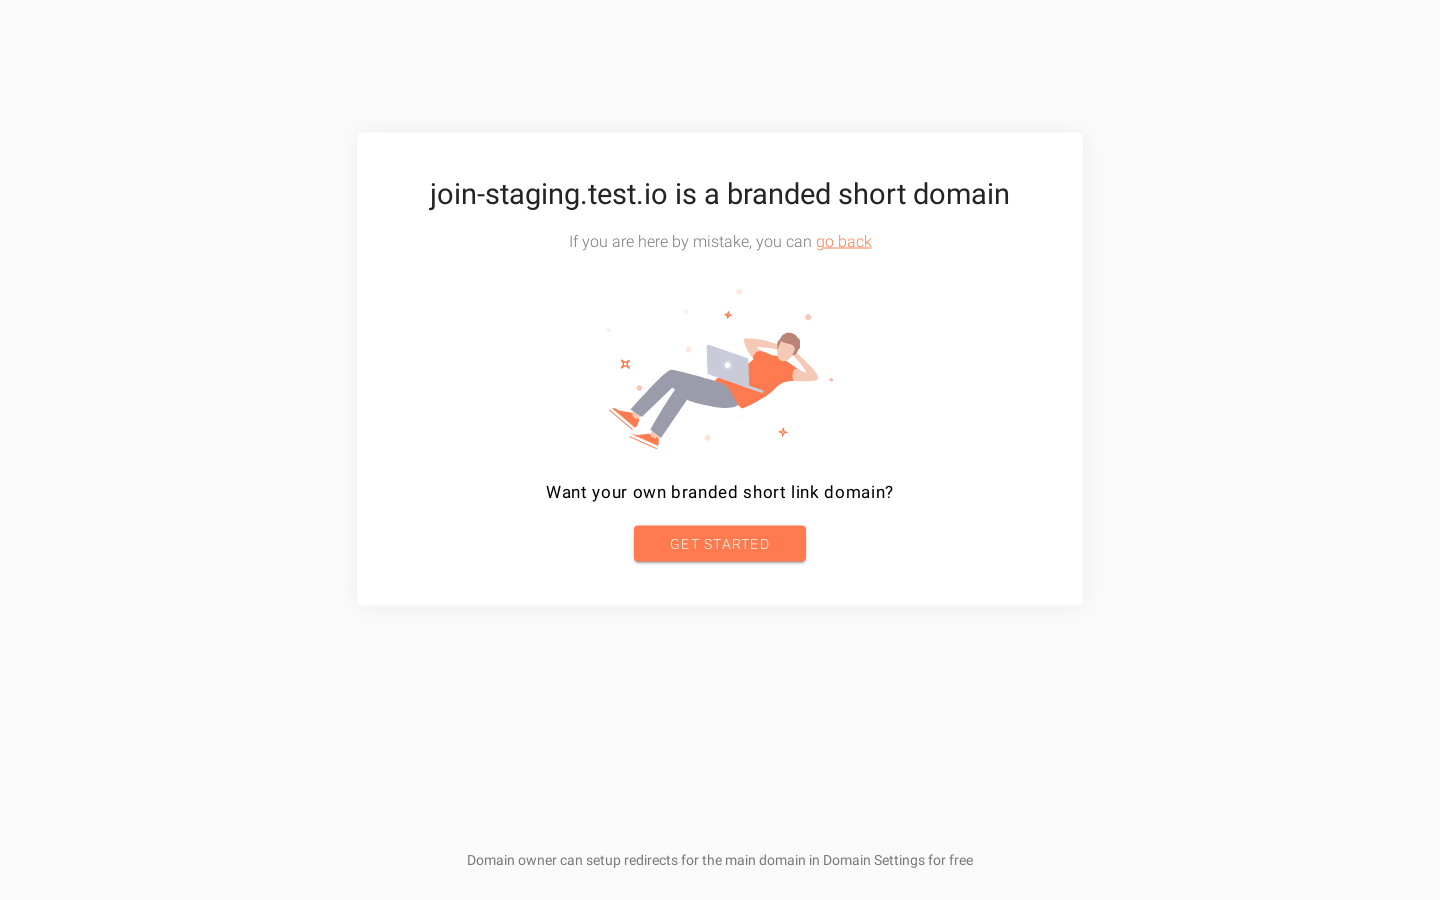 join-staging.test.io is a branded short domain
If you are here by mistake, you can go back
Want your own branded short link domain?
GET STARTED
Domain owner can setup redirects for the main domain in Domain Settings for free